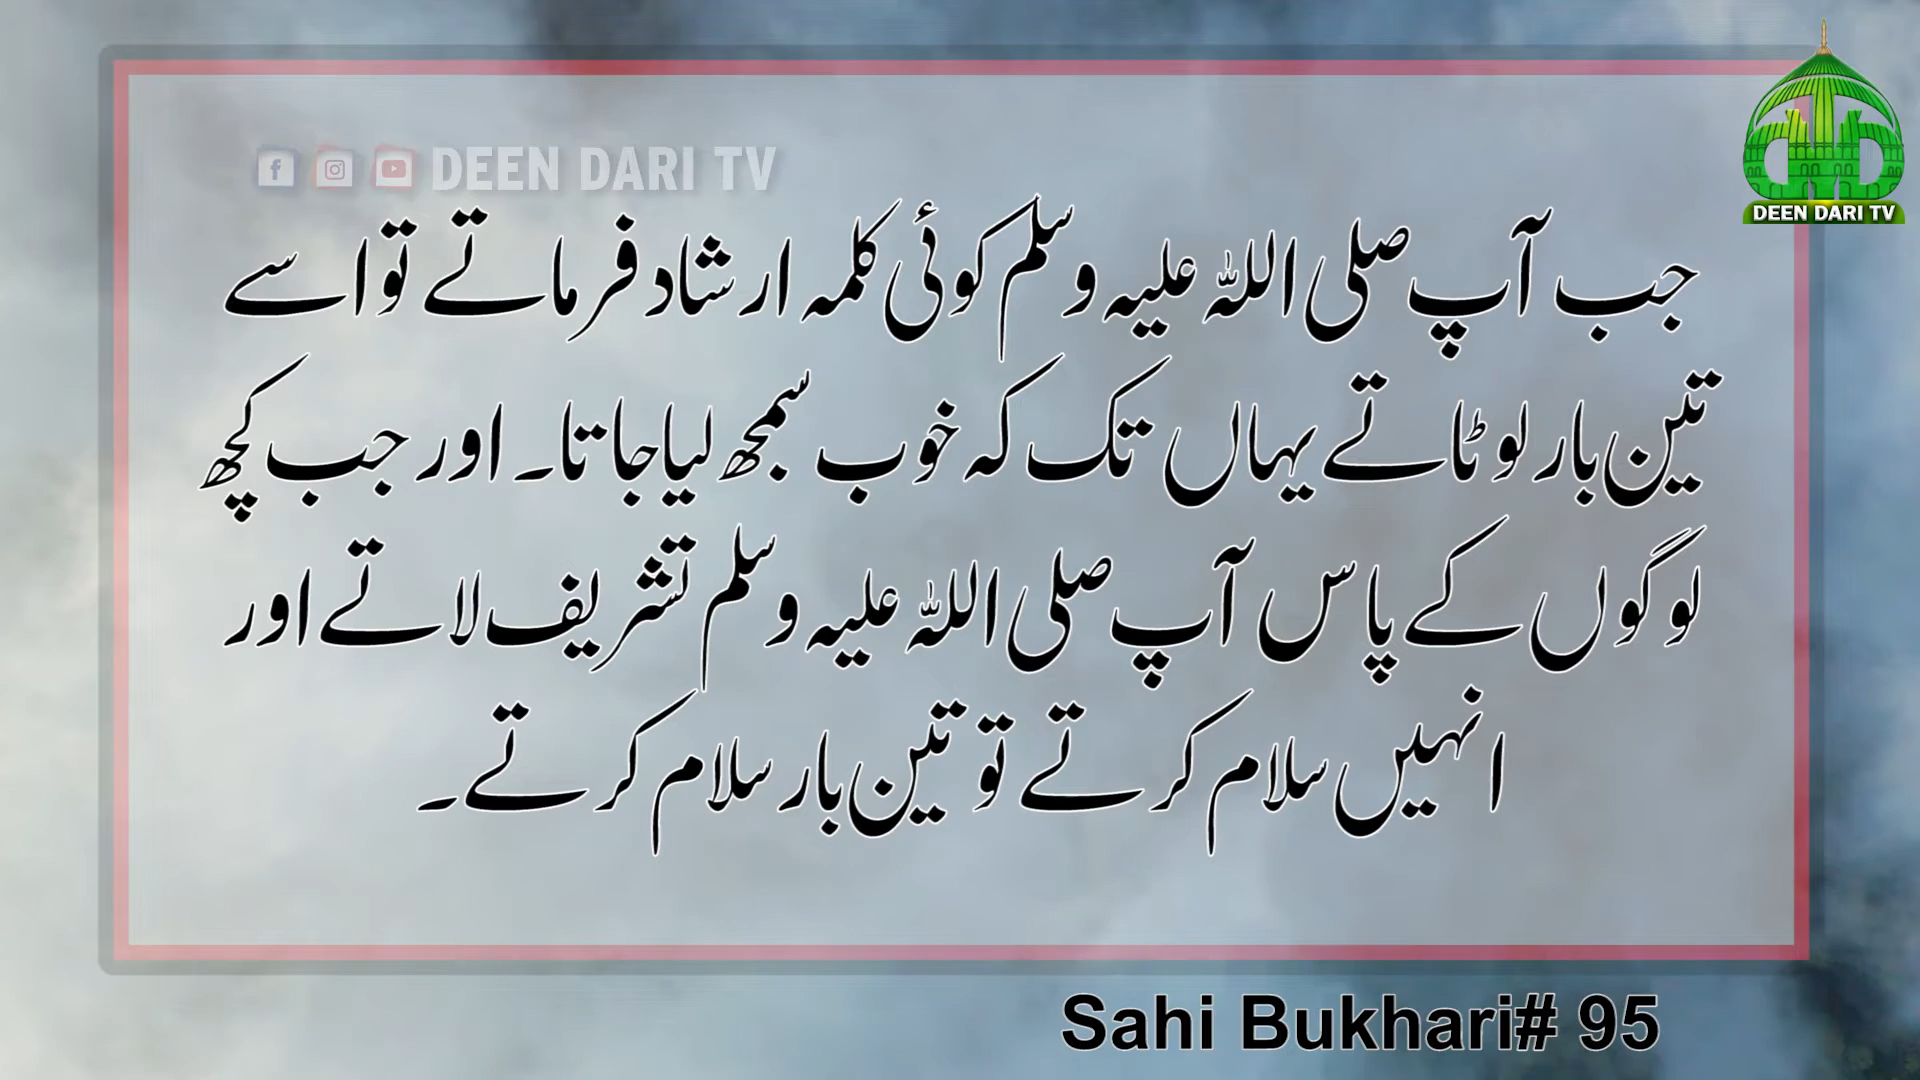 DEEN DARI TV
DEEN DARI TV
جب آپ صلی اللہ علیہ وسلم کوئی کلمہ ارشاد فرماتے تو اسے
تین بار لوٹاتے یہاں تک کہ خوب سمجھ لیا جاتا۔ اور جب کچھ
لوگوں کے پاس آپ صلی اللہ علیہ وسلم تشریف لاتے اور
انہیں سلام کرتے تو تین بار سلام کرتے۔
Sahi Bukhari# 95